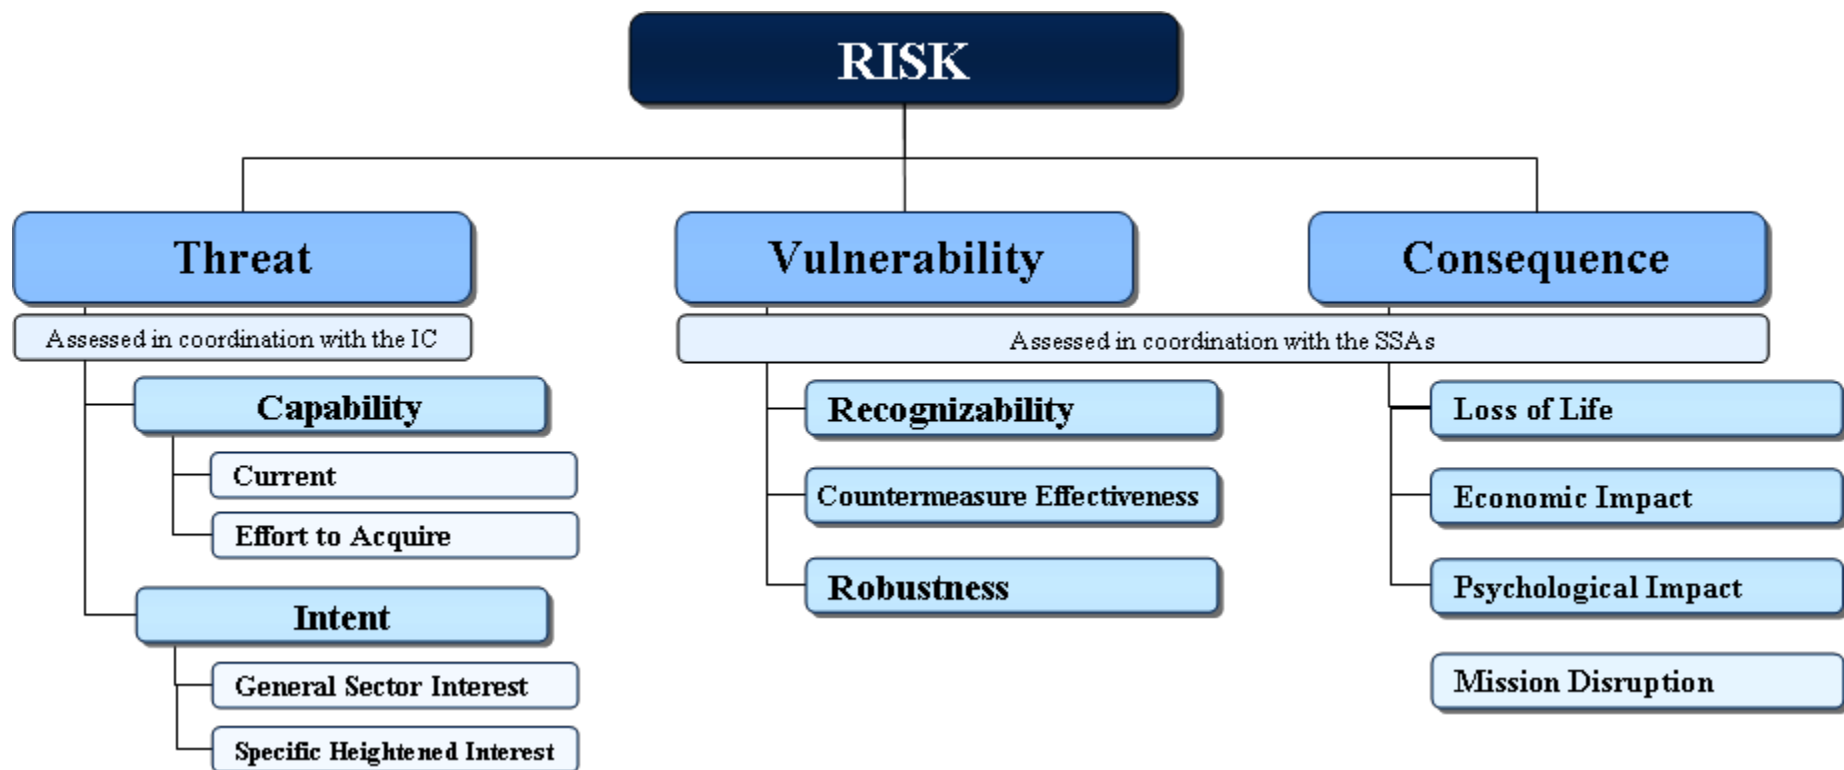 RISK
Threat
Vulnerability
Consequence
Assessed in coordination with the IC
Assessed in coordination with the SSAs
Capability
Current
Effort to Acquire
Intent
General Sector Interest
Specific Heightened Interest
Recognizability
Countermeasure Effectiveness
Robustness
Loss of Life
Economic Impact
Psychological Impact
Mission Disruption